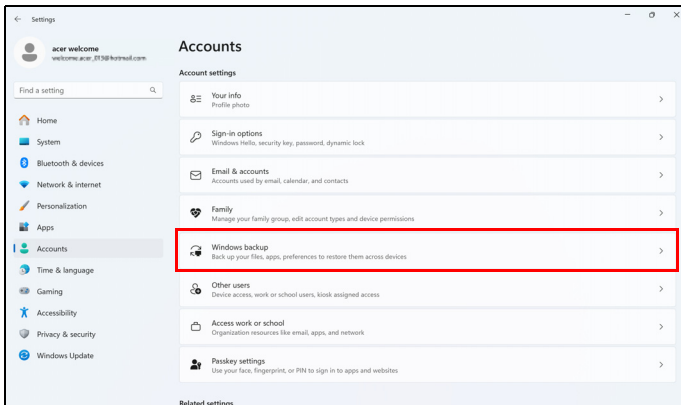 Settings
acer welcome
welcome.acer_013@hotmail.com
Find a setting
Home
System
Bluetooth & devices
Network & internet
Personalization
Apps
Accounts
Time & language
Gaming
Accessibility
Privacy & security
Windows Update
Accounts
Account settings
Your info
Profile photo
Sign-in options
Windows Hello, security key, password, dynamic lock
Email & accounts
Accounts used by email, calendar, and contacts
Family
Manage your family group, edit account types and device permissions
Windows backup
Back up your files, apps, preferences to restore them across devices
Other users
Device access, work or school users, kiosk assigned access
Access work or school
Organization resources like email, apps, and network
Passkey settings
Use your face, fingerprint, or PIN to sign in to apps and websites
Related settings